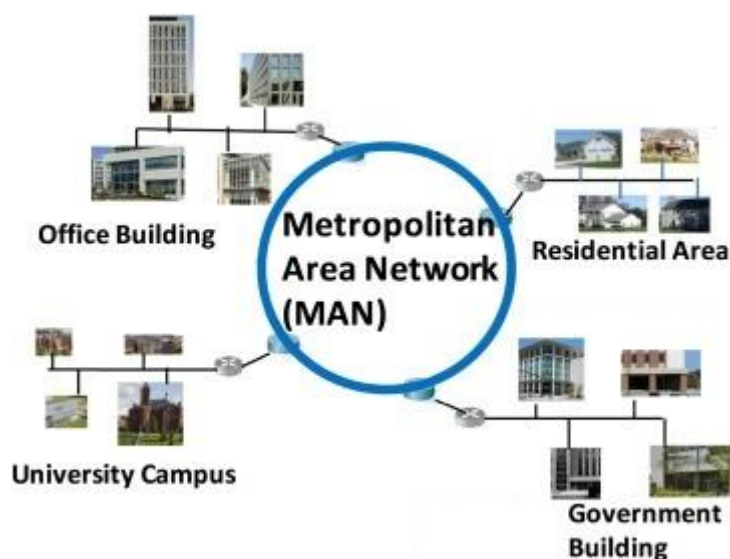 Office Building
Metropolitan
Area Network
(MAN)
Residential Area
University Campus
Government
Building